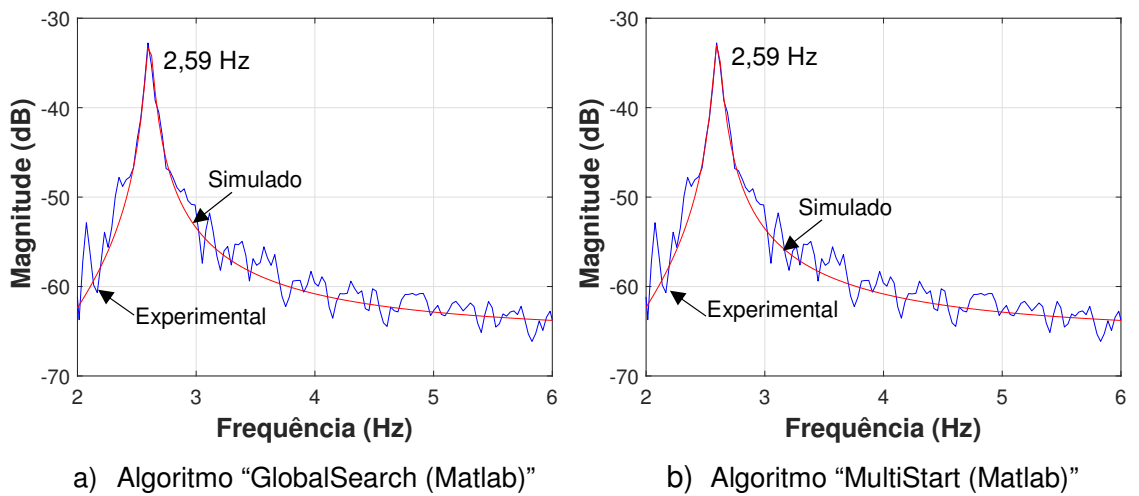 -30
-40
-50
-60
-70
Magnitude (dB)
2,59 Hz
Simulado
Experimental
2 3 4 5 6
Frequência (Hz)
a) Algoritmo “GlobalSearch (Matlab)”
-30
-40
-50
-60
-70
Magnitude (dB)
2,59 Hz
Simulado
Experimental
2 3 4 5 6
Frequência (Hz)
b) Algoritmo “MultiStart (Matlab)”